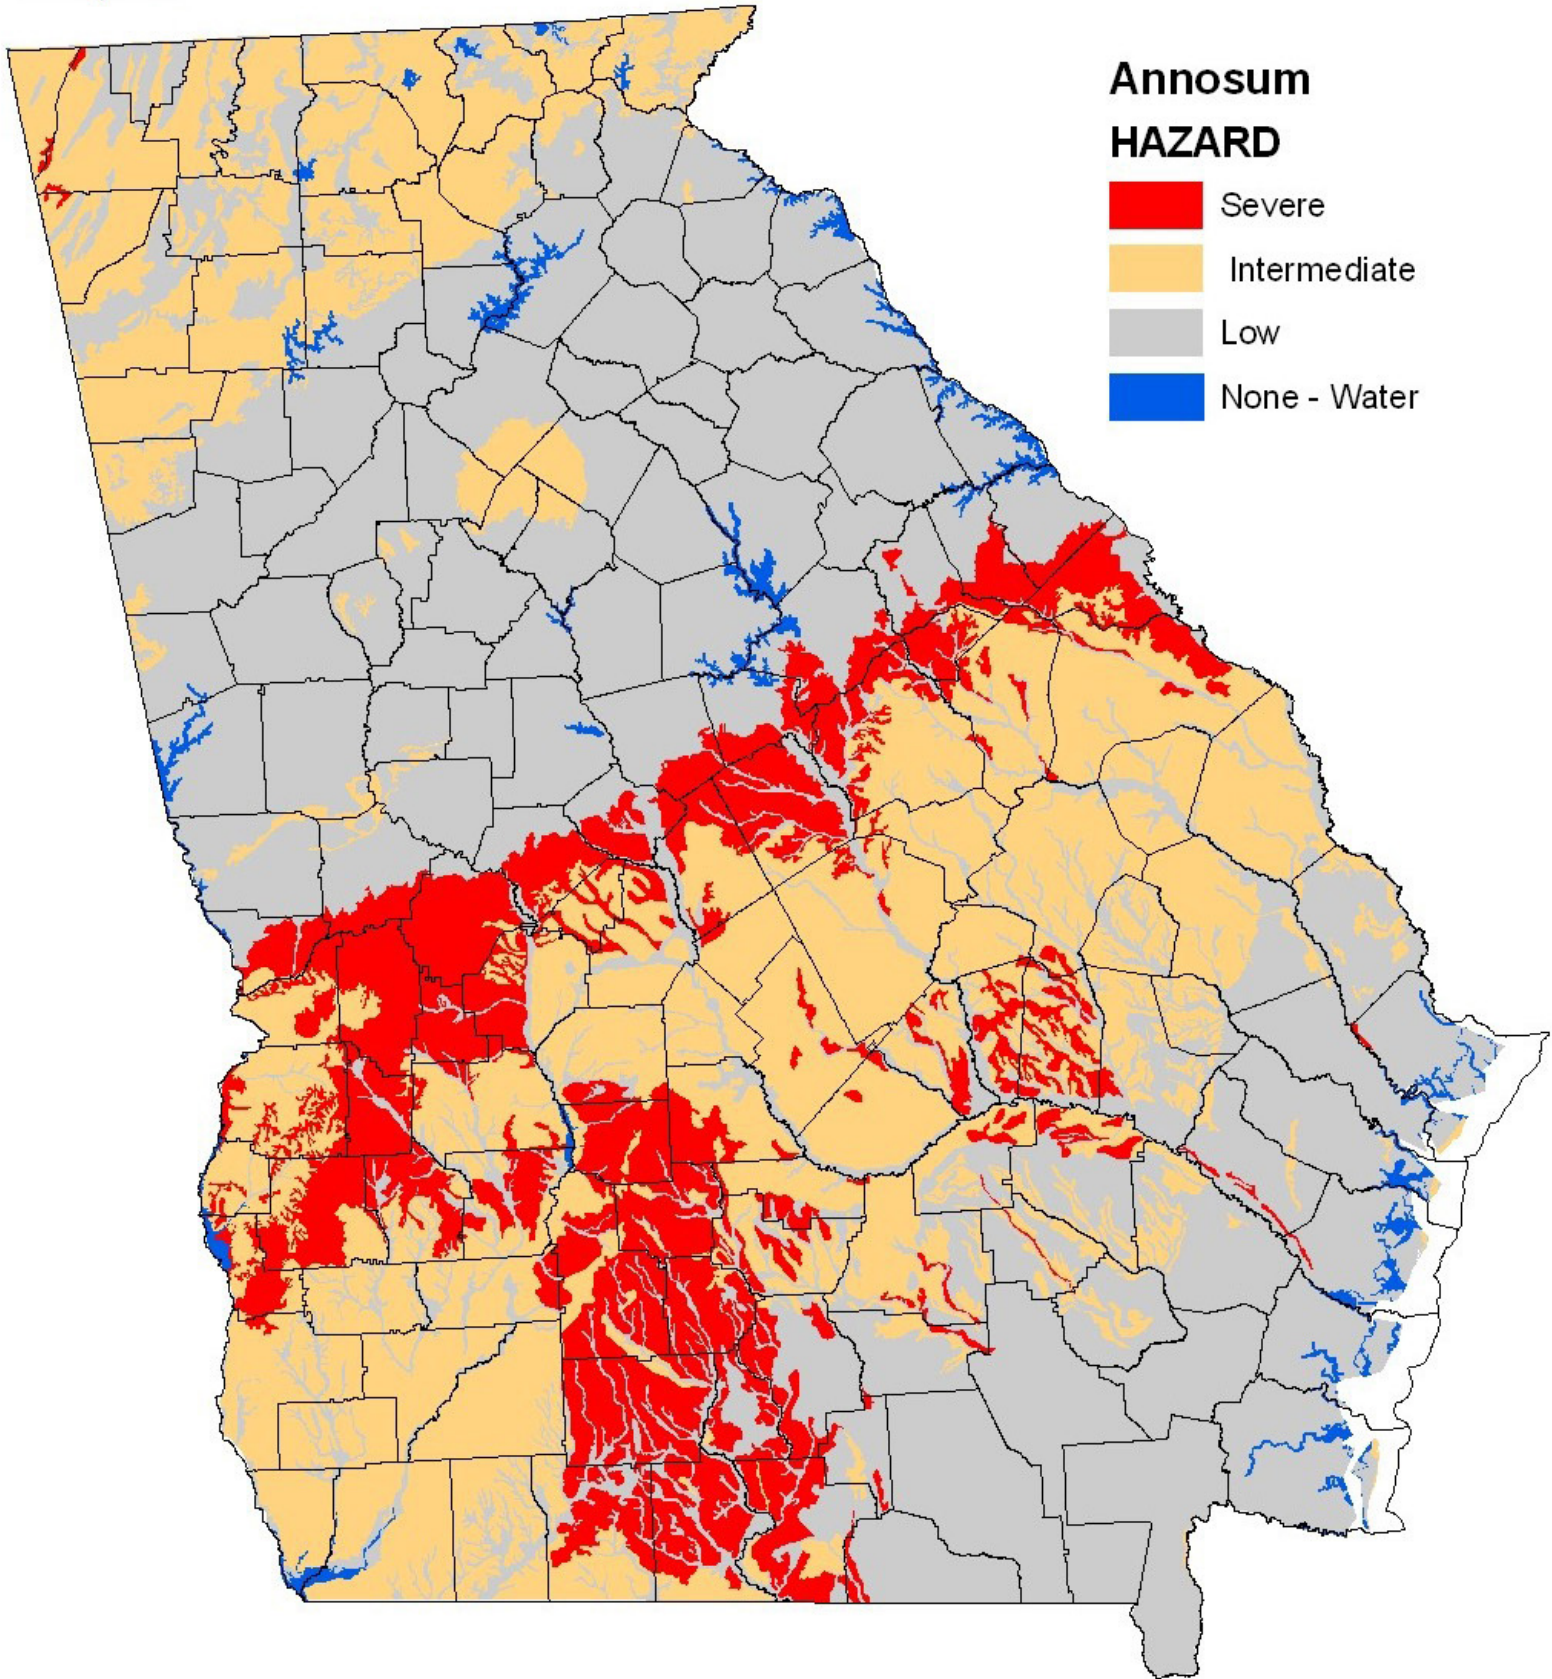 Annosum
HAZARD
Severe
Intermediate
Low
None - Water